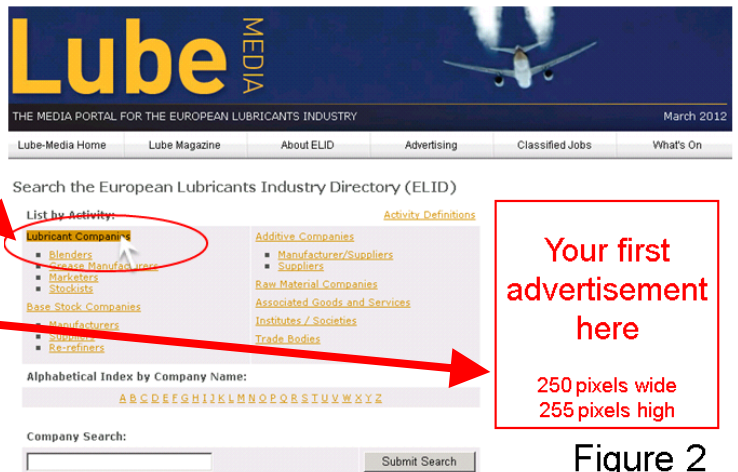 Lube MEDIA
THE MEDIA PORTAL FOR THE EUROPEAN LUBRICANTS INDUSTRY March 2012
Lube-Media Home Lube Magazine About ELID Advertising Classified Jobs What's On
Search the European Lubricants Industry Directory (ELID)
List by Activity: Activity Definitions
Lubricant Companies
Blenders
Grease Manufacturers
Marketers
Stockists
Base Stock Companies
Manufacturers
Suppliers
Re-refiners
Additive Companies
Manufacturer/Suppliers
Suppliers
Raw Material Companies
Associated Goods and Services
Institutes / Societies
Trade Bodies
Your first
advertisement
here
250 pixels wide
255 pixels high
Alphabetical Index by Company Name:
A B C D E F G H I J K L M N O P Q R S T U V W X Y Z
Company Search:
Submit Search
Figure 2